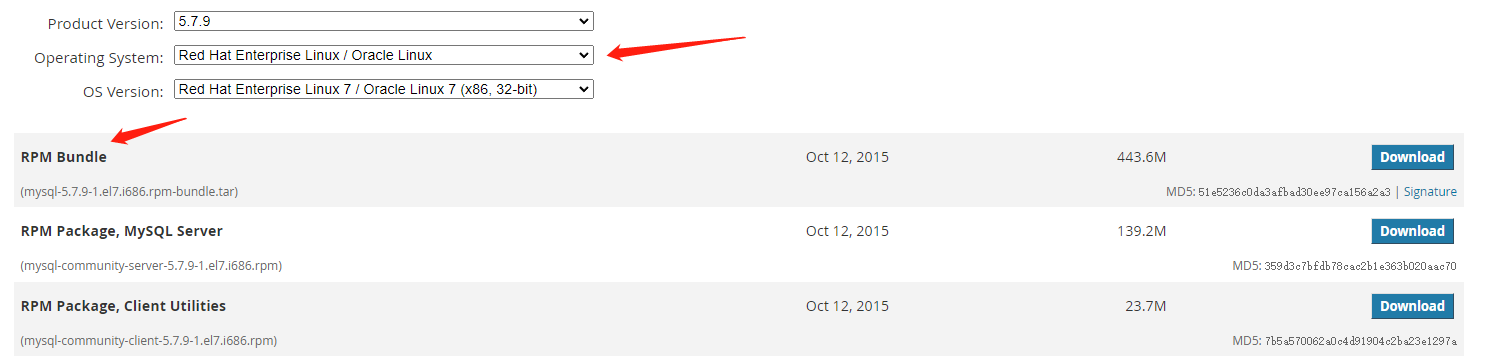 Product Version: 5.7.9
Operating System: Red Hat Enterprise Linux / Oracle Linux
OS Version: Red Hat Enterprise Linux 7 / Oracle Linux 7 (x86, 32-bit)
RPM Bundle Oct 12, 2015 443.6M Download
(mysql-5.7.9-1.el7.i686.rpm-bundle.tar) MD5: 51e5236c0da3afbad30ee97ca156a2a3 | Signature
RPM Package, MySQL Server Oct 12, 2015 139.2M Download
(mysql-community-server-5.7.9-1.el7.i686.rpm) MD5: 359d3c7bfdb78cac2b1e363b020aac70
RPM Package, Client Utilities Oct 12, 2015 23.7M Download
(mysql-community-client-5.7.9-1.el7.i686.rpm) MD5: 7b5a570062a0c4d91904c2ba23e1297a